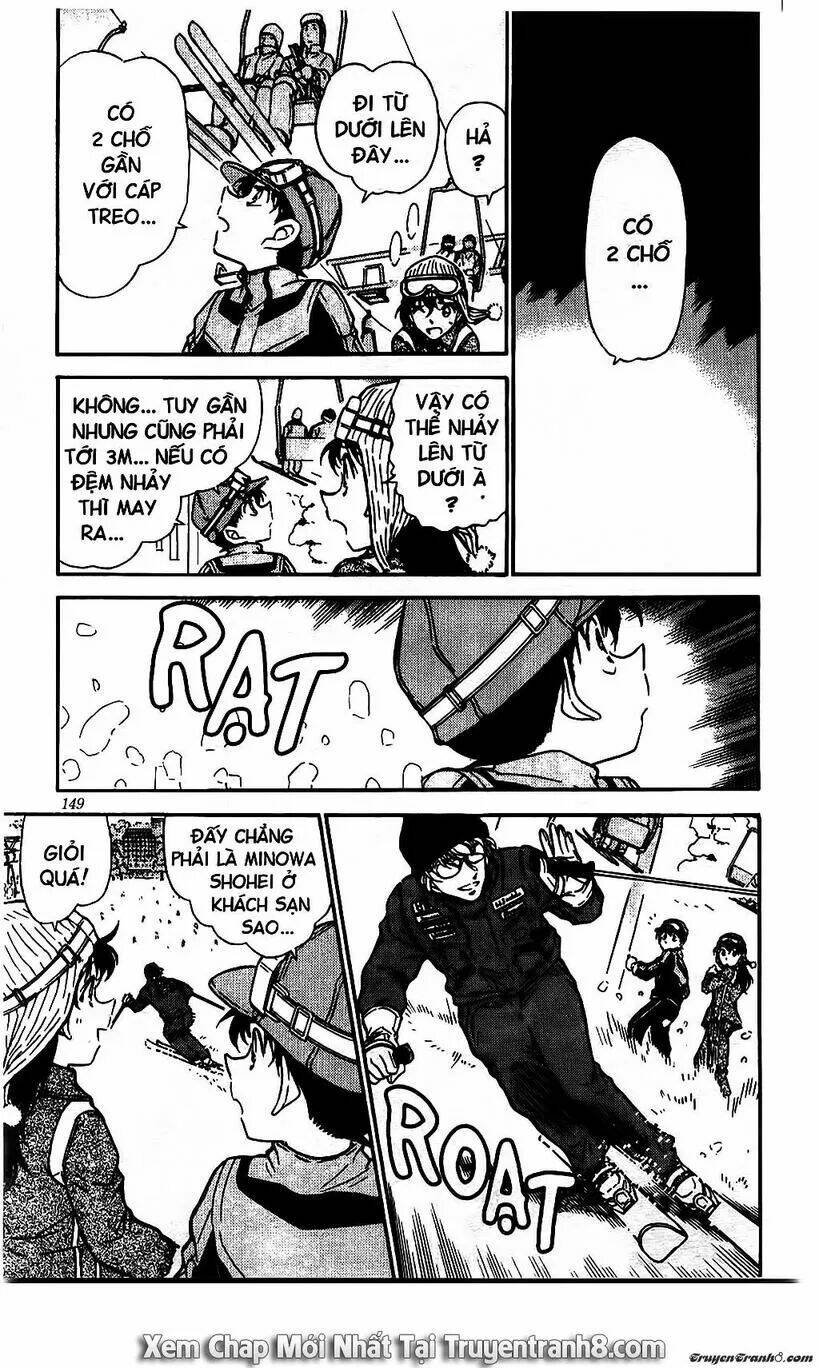 CÓ
2 CHỖ
...
HẢ
?
ĐI TỪ
DƯỚI LÊN
ĐÂY...
CÓ
2 CHỖ
GẦN
VỚI CÁP
TREO...
VẬY CÓ
THỂ NHẢY
LÊN TỪ
DƯỚI À
?
KHÔNG... TUY GẦN
NHƯNG CŨNG PHẢI
TỚI 3M... NẾU CÓ
ĐỆM NHẢY
THÌ MAY
RA...
RẠT
149
ROẠT
ĐẤY CHẲNG
PHẢI LÀ MINOWA
SHOHEI Ở
KHÁCH SẠN
SAO...
GIỎI
QUÁ!
Xem Chap Mới Nhất Tại Truyentranh8.com
TruyenTranh8.com